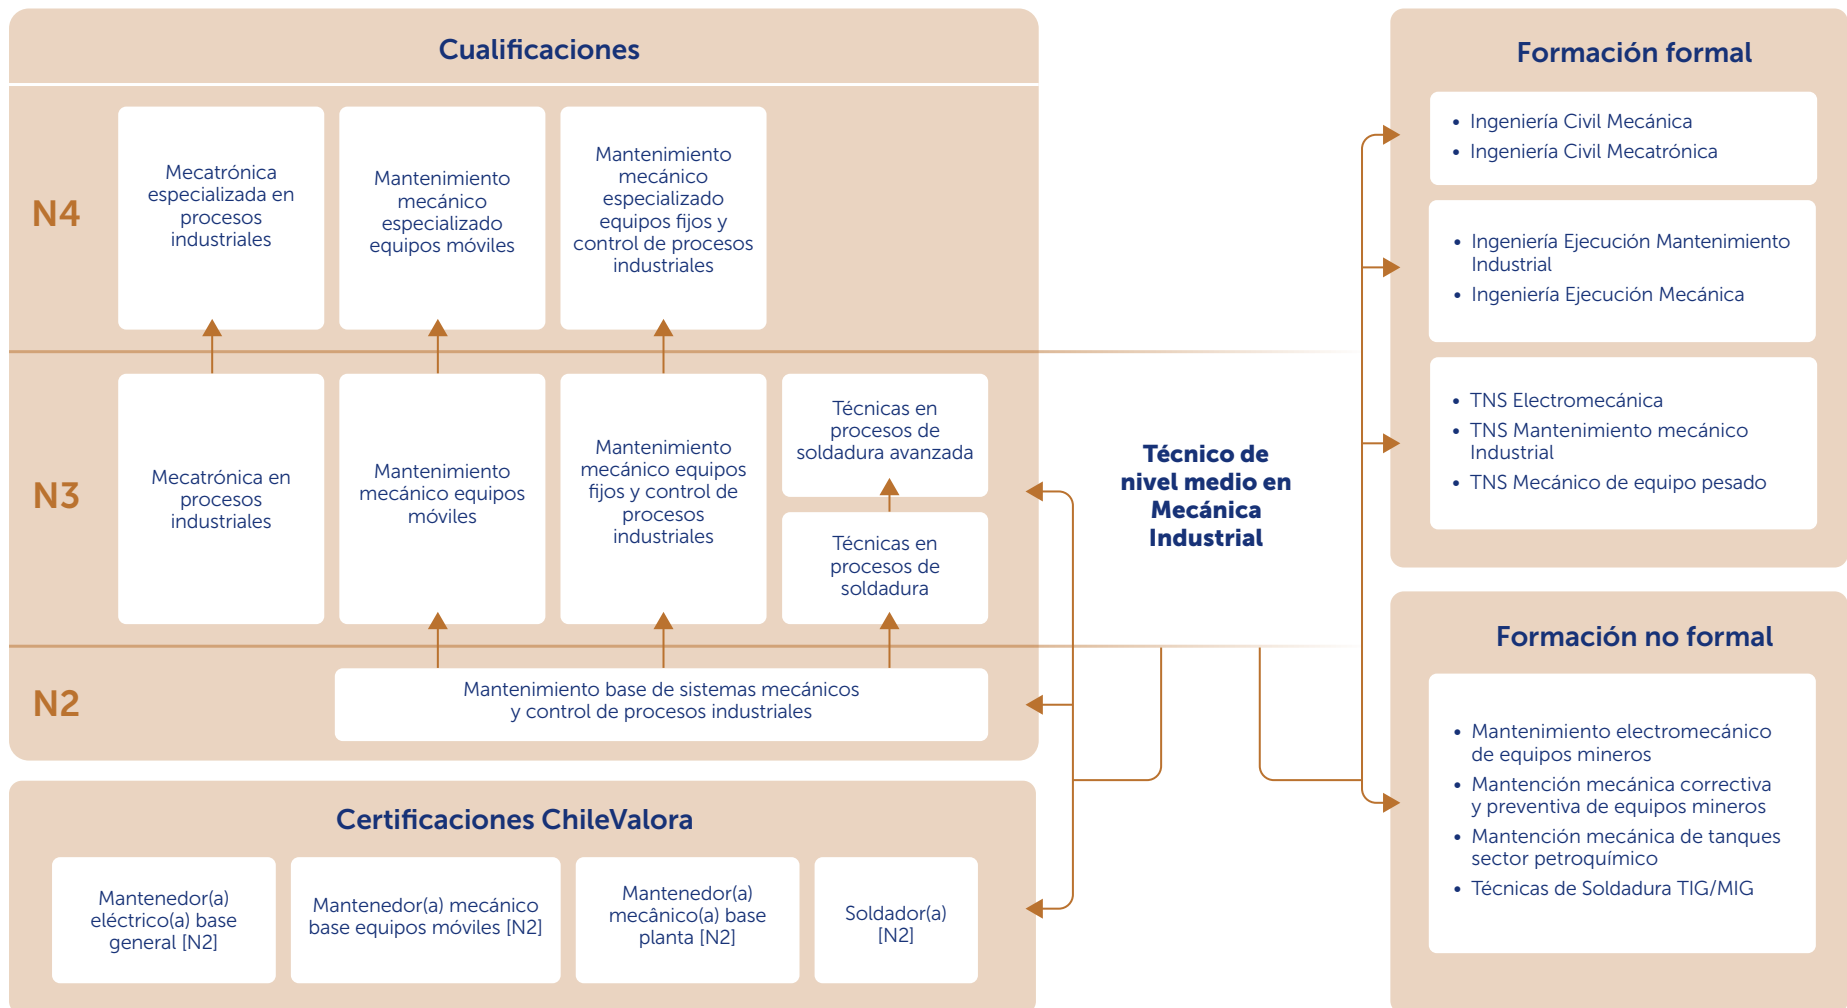 Cualificaciones
N4
Mecatrónica
especializada en
procesos
industriales
Mantenimiento
mecánico
especializado
equipos móviles
Mantenimiento
mecánico
especializado
equipos fijos y
control de procesos
industriales
N3
Mecatrónica en
procesos
industriales
Mantenimiento
mecánico equipos
móviles
Mantenimiento
mecánico equipos
fijos y control de
procesos
industriales
Técnicas en
procesos de
soldadura avanzada
Técnicas en
procesos de
soldadura
N2
Mantenimiento base de sistemas mecánicos
y control de procesos industriales
Certificaciones ChileValora
Mantenedor(a)
eléctrico(a) base
general [N2]
Mantenedor(a) mecánico
base equipos móviles [N2]
Mantenedor(a)
mecânico(a) base
planta [N2]
Soldador(a)
[N2]
Técnico de
nivel medio en
Mecánica
Industrial
Formación formal
• Ingeniería Civil Mecánica
• Ingeniería Civil Mecatrónica
• Ingeniería Ejecución Mantenimiento
Industrial
• Ingeniería Ejecución Mecánica
• TNS Electromecánica
• TNS Mantenimiento mecánico
Industrial
• TNS Mecánico de equipo pesado
Formación no formal
• Mantenimiento electromecánico
de equipos mineros
• Mantención mecánica correctiva
y preventiva de equipos mineros
• Mantención mecánica de tanques
sector petroquímico
• Técnicas de Soldadura TIG/MIG